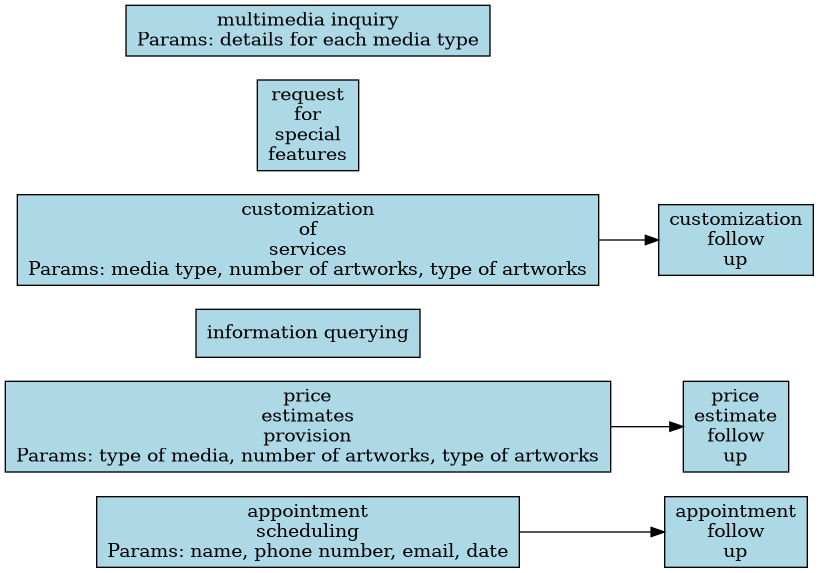 multimedia inquiry
Params: details for each media type
request
for
special
features
customization
of
services
Params: media type, number of artworks, type of artworks
customization
follow
up
information querying
price
estimates
provision
Params: type of media, number of artworks, type of artworks
price
estimate
follow
up
appointment
scheduling
Params: name, phone number, email, date
appointment
follow
up